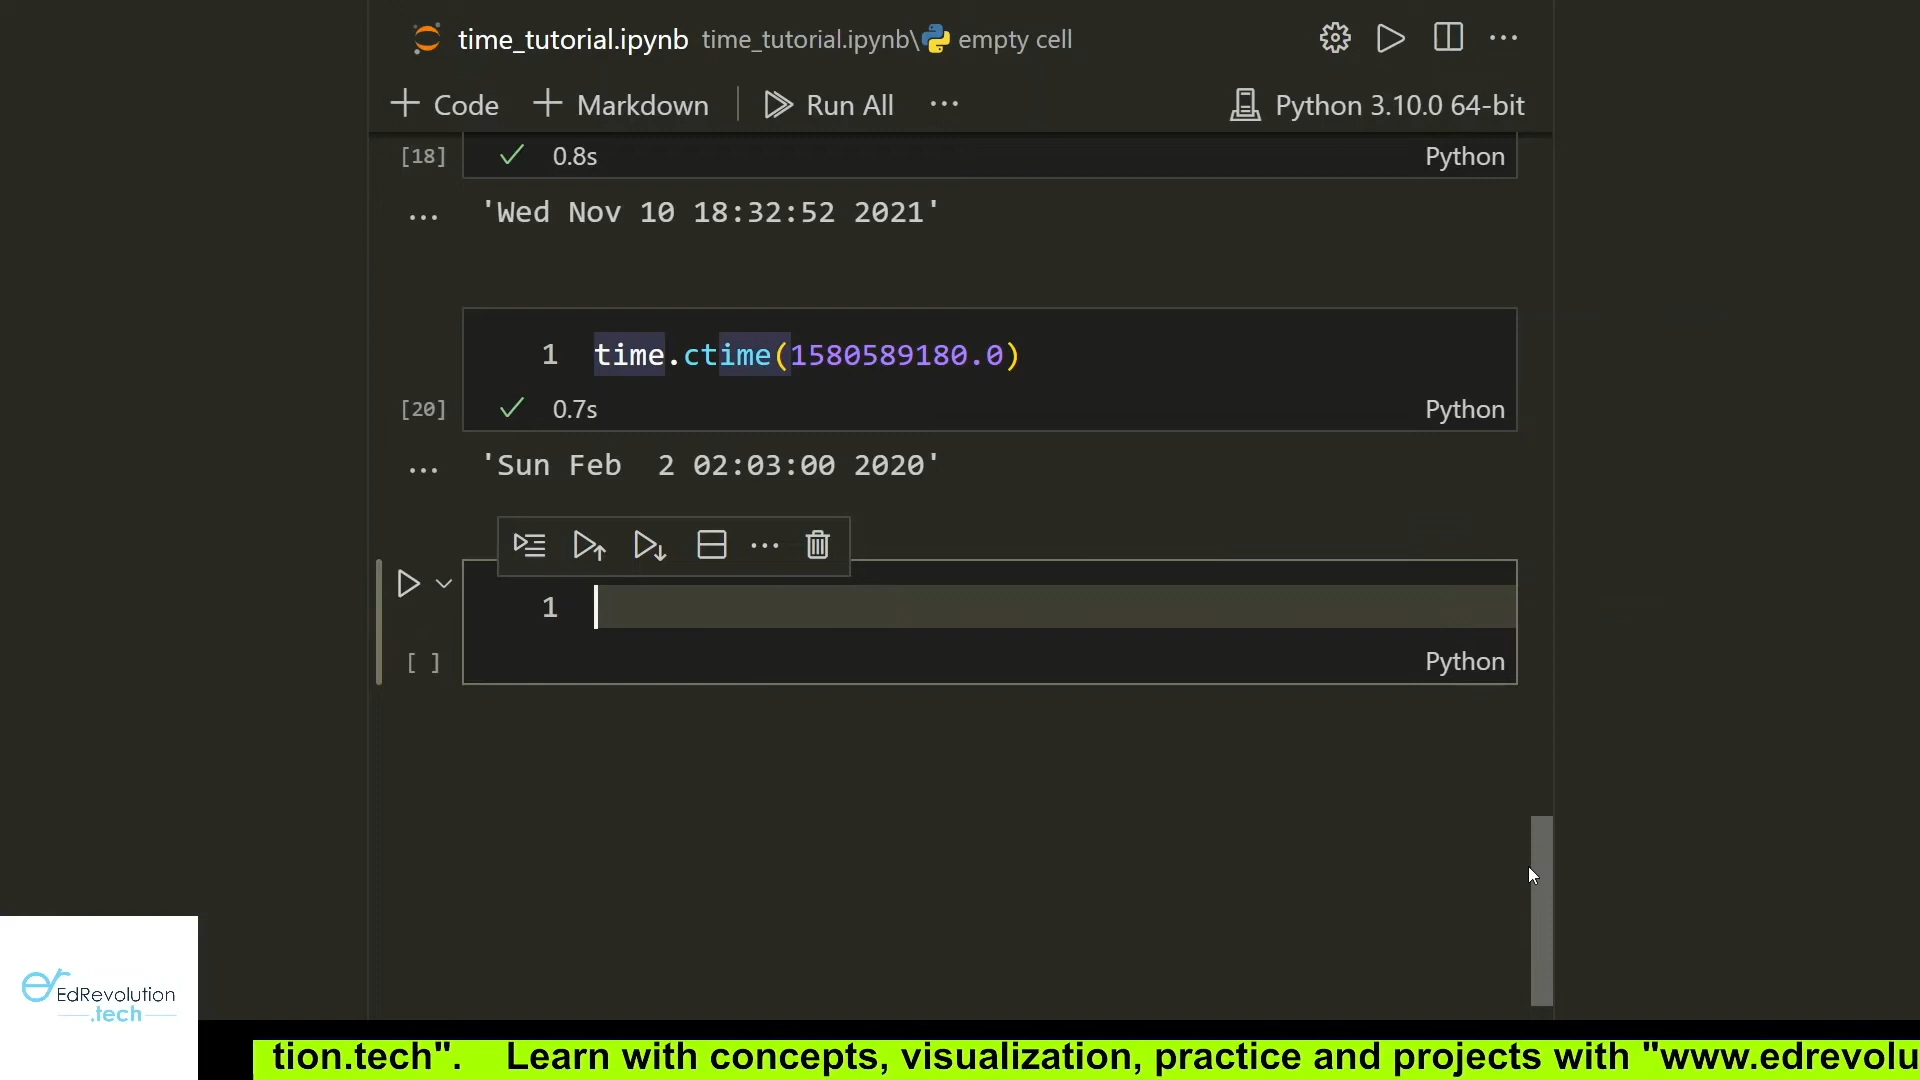 time_tutorial.ipynb time_tutorial.ipynb\ empty cell
Code Markdown Run All ... Python 3.10.0 64-bit
[18] 0.8s Python
... 'Wed Nov 10 18:32:52 2021'
1 time.ctime(1580589180.0)
[20] 0.7s Python
... 'Sun Feb  2 02:03:00 2020'
1
[ ] Python
EdRevolution
.tech
tion.tech". Learn with concepts, visualization, practice and projects with "www.edrevolu